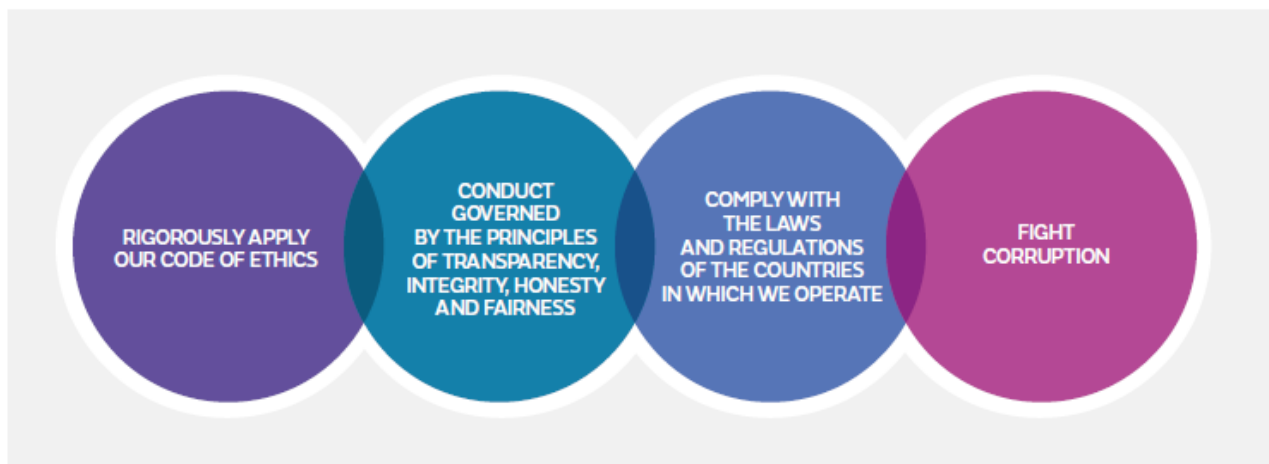 RIGOROUSLY APPLY
OUR CODE OF ETHICS
CONDUCT
GOVERNED
BY THE PRINCIPLES
OF TRANSPARENCY,
INTEGRITY, HONESTY
AND FAIRNESS
COMPLY WITH
THE LAWS
AND REGULATIONS
OF THE COUNTRIES
IN WHICH WE OPERATE
FIGHT
CORRUPTION